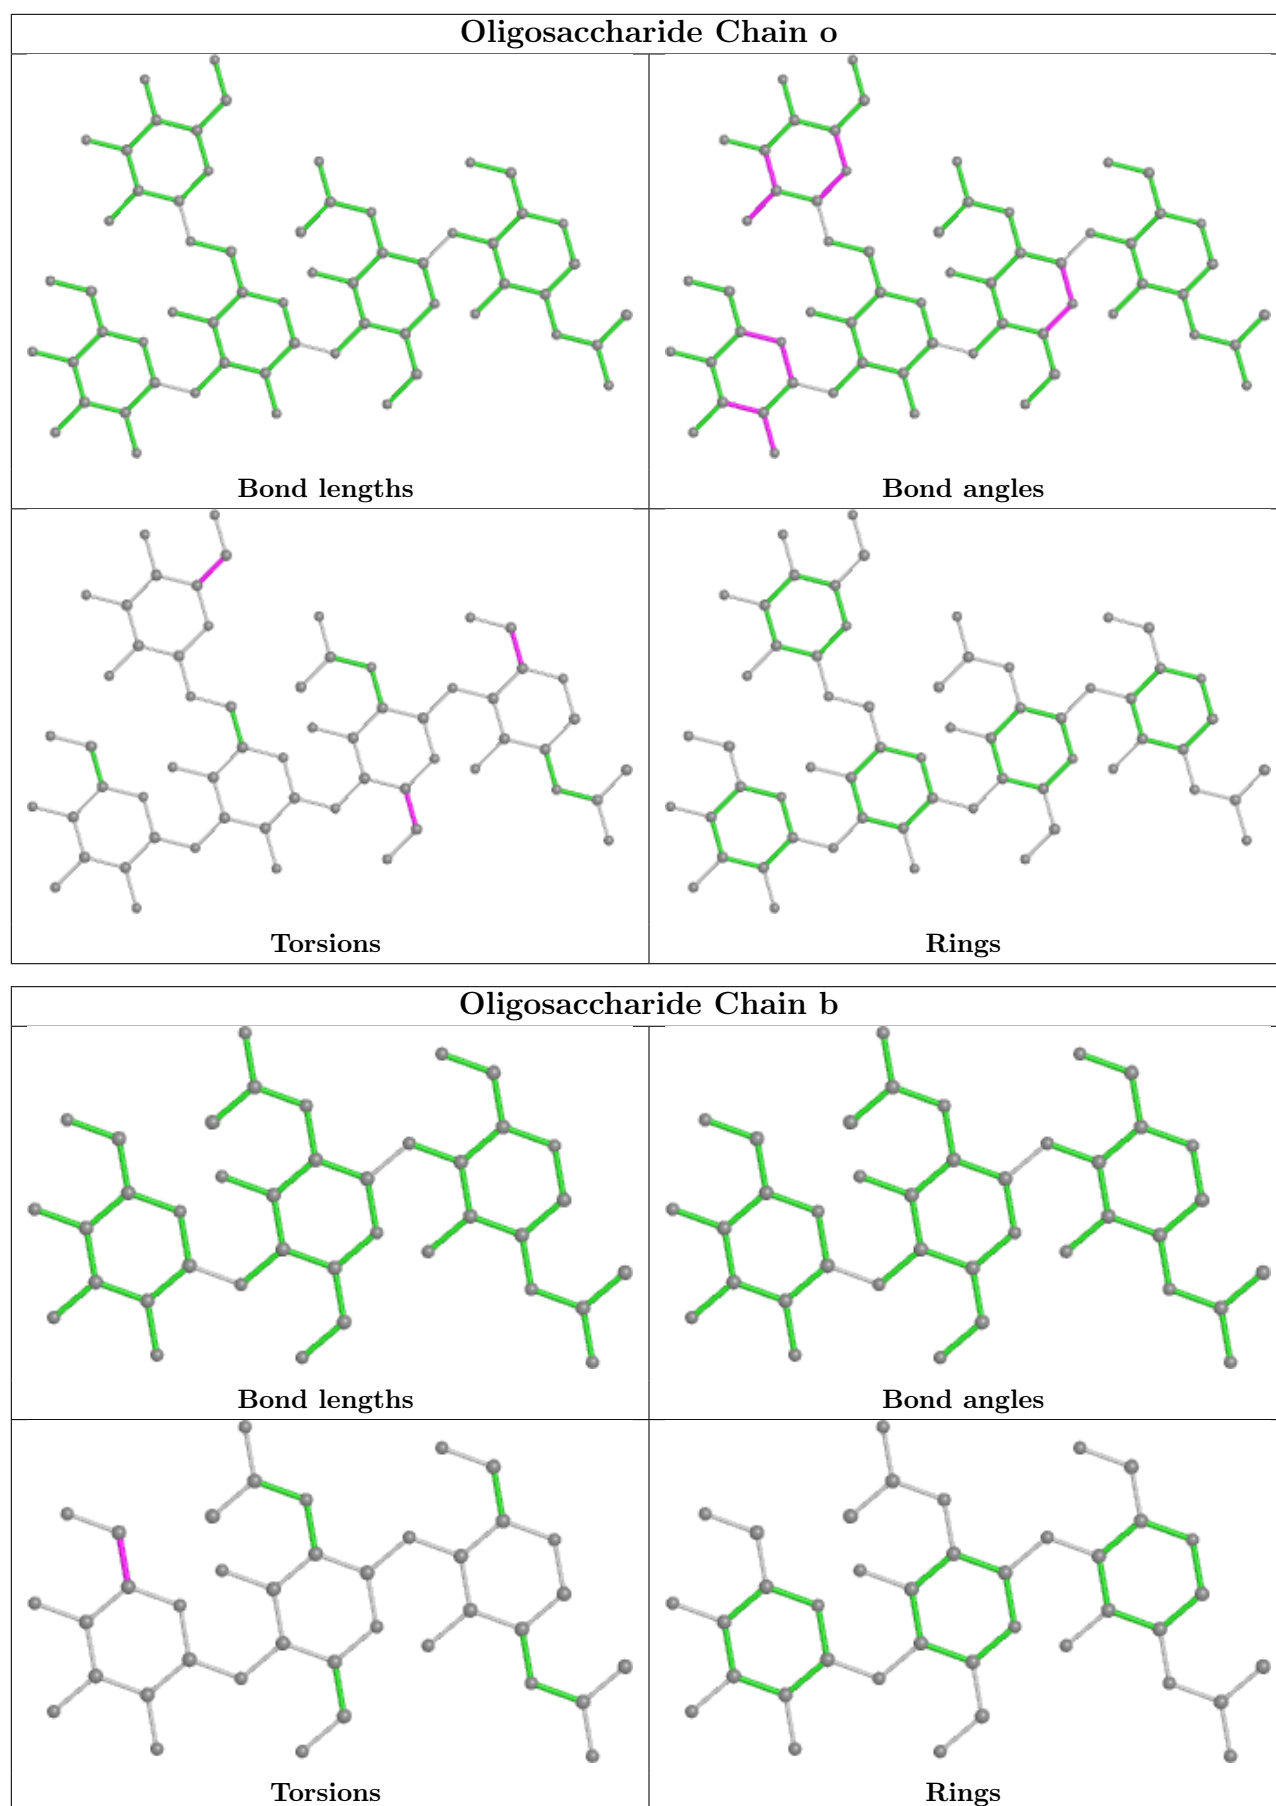 Oligosaccharide Chain o
Bond lengths
Bond angles
Torsions
Rings
Oligosaccharide Chain b
Bond lengths
Bond angles
Torsions
Rings